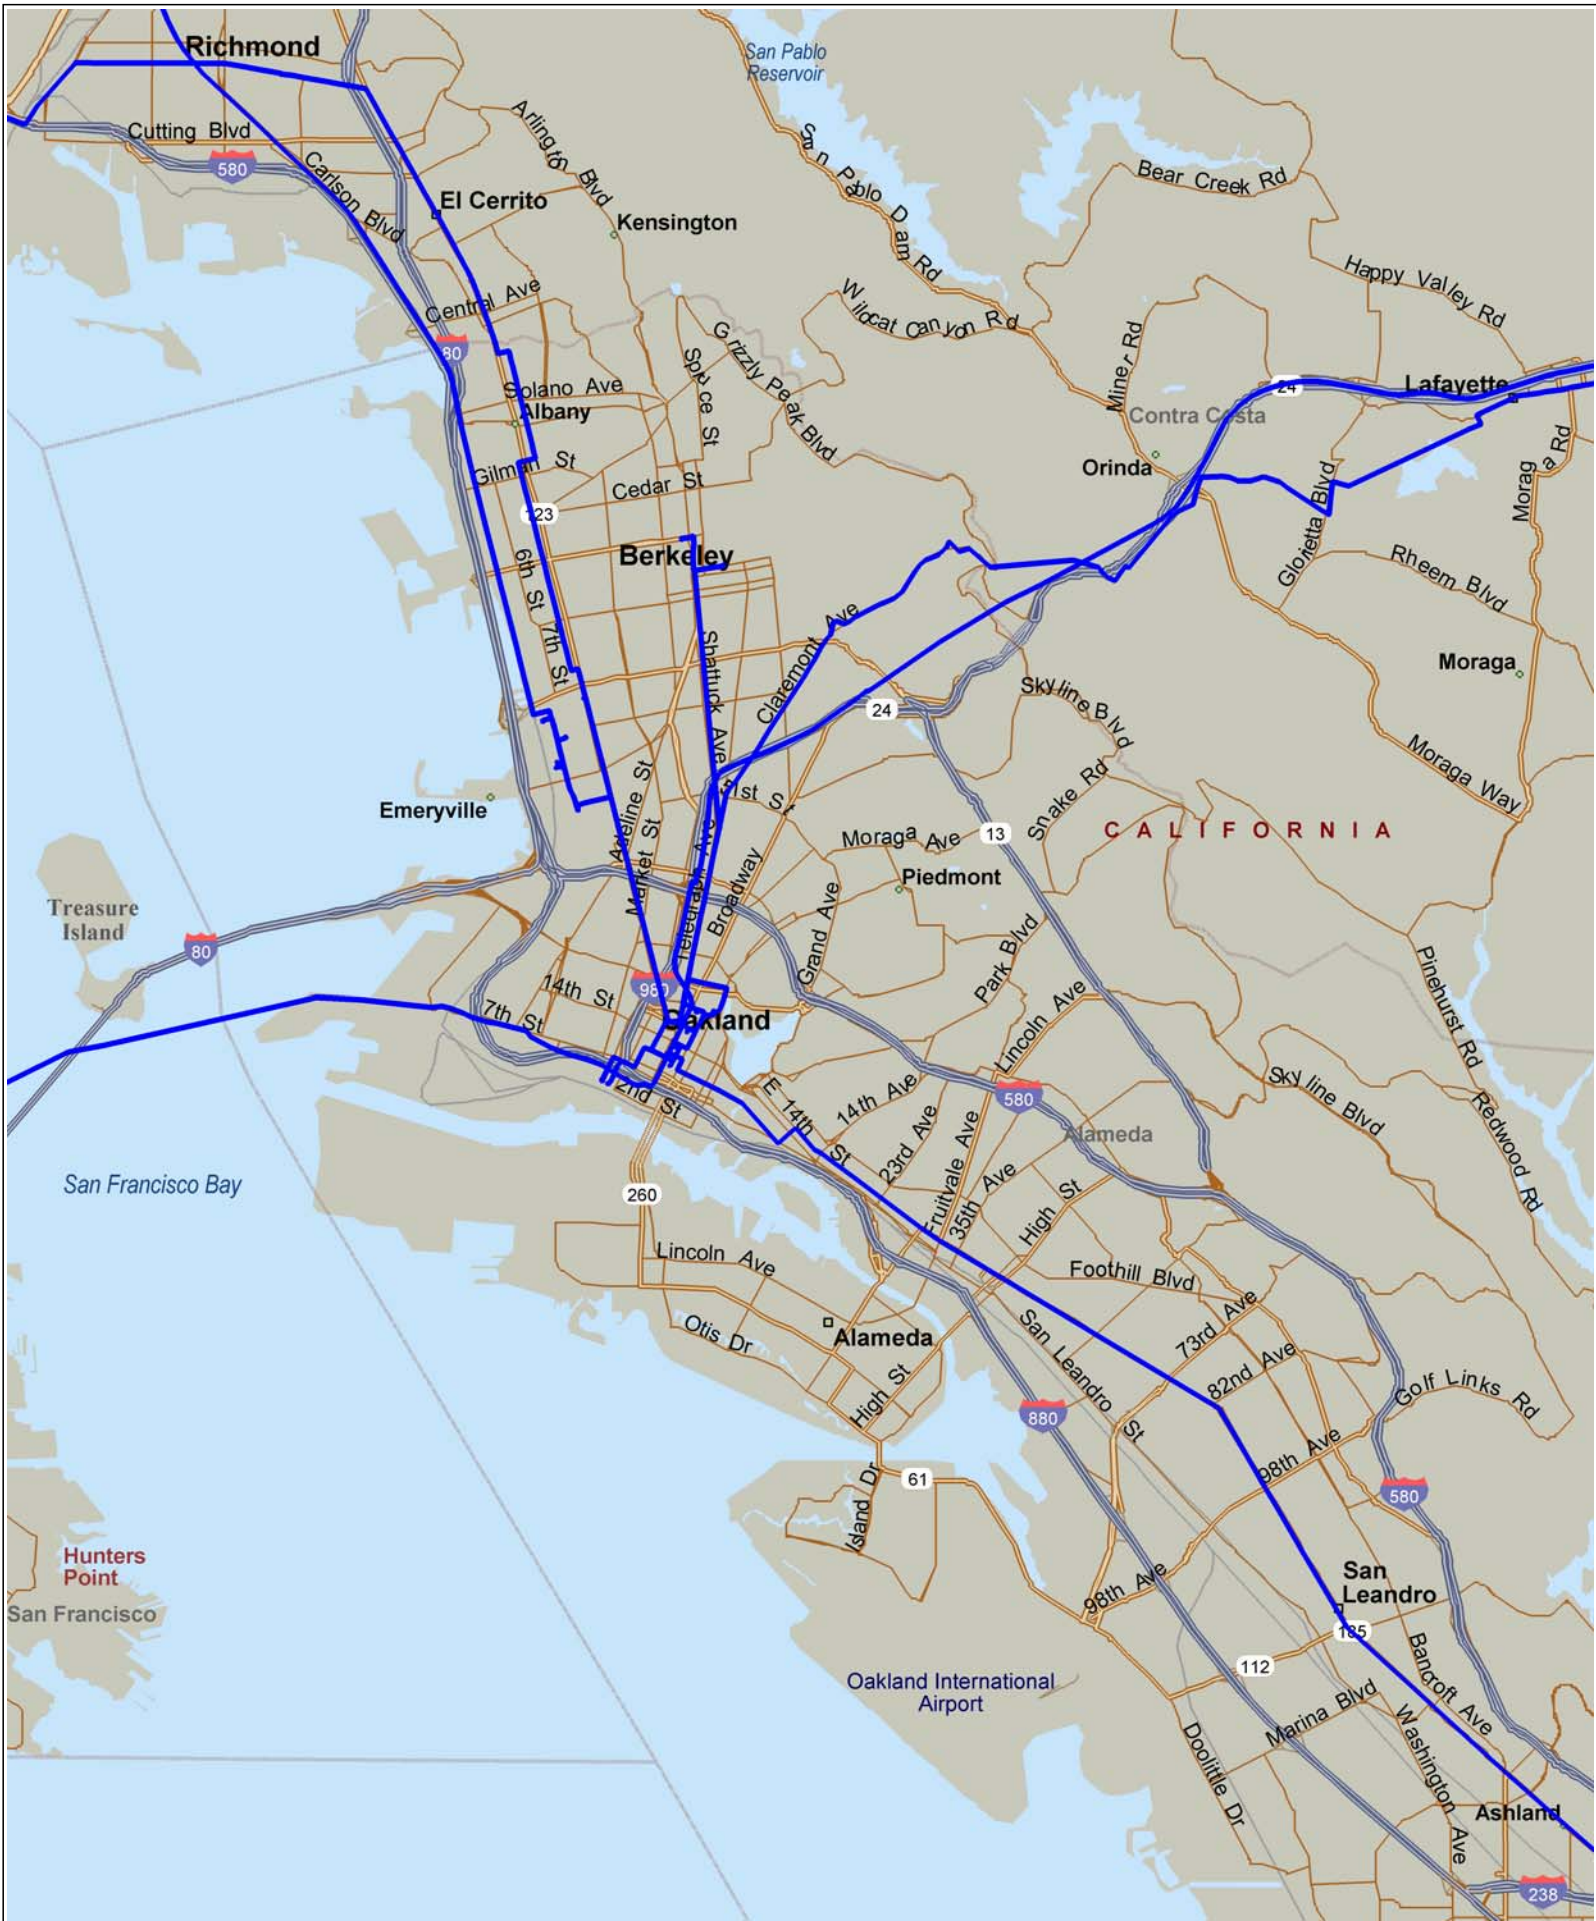 Richmond
San Pablo
Reservoir
Cutting Blvd
580
Arlington Blvd
Carlson Blvd
El Cerrito
Kensington
San Pablo Dam Rd
Bear Creek Rd
Happy Valley Rd
Central Ave
Wildcat Canyon Rd
Grizzly Peak Blvd
Miner Rd
80
Spruce St
Solano Ave
Albany
24
Lafayette
Contra Costa
Gilman St
Cedar St
Orinda
Moraga Rd
123
Glorietta Blvd
Berkeley
6th St
Rheem Blvd
7th St
Shattuck Ave
Claremont Ave
Moraga
Skyline Blvd
24
Moraga Way
Snake Rd
51st St
Emeryville
Adeline St
Market St
Telegraph Ave
Broadway
Moraga Ave
13
CALIFORNIA
Piedmont
Treasure
Island
80
Grand Ave
Park Blvd
Pinehurst Rd
14th St
980
7th St
Oakland
Lincoln Ave
2nd St
E 14th St
14th Ave
580
Skyline Blvd
Redwood Rd
23rd Ave
Fruitvale Ave
Alameda
San Francisco Bay
260
35th Ave
High St
Lincoln Ave
Foothill Blvd
Otis Dr
Alameda
San Leandro St
73rd Ave
82nd Ave
High St
880
Golf Links Rd
98th Ave
61
Island Dr
580
Hunters
Point
San Francisco
98th Ave
San
Leandro
185
112
Oakland International
Airport
Bancroft Ave
Marina Blvd
Washington Ave
Doolittle Dr
Ashland
238